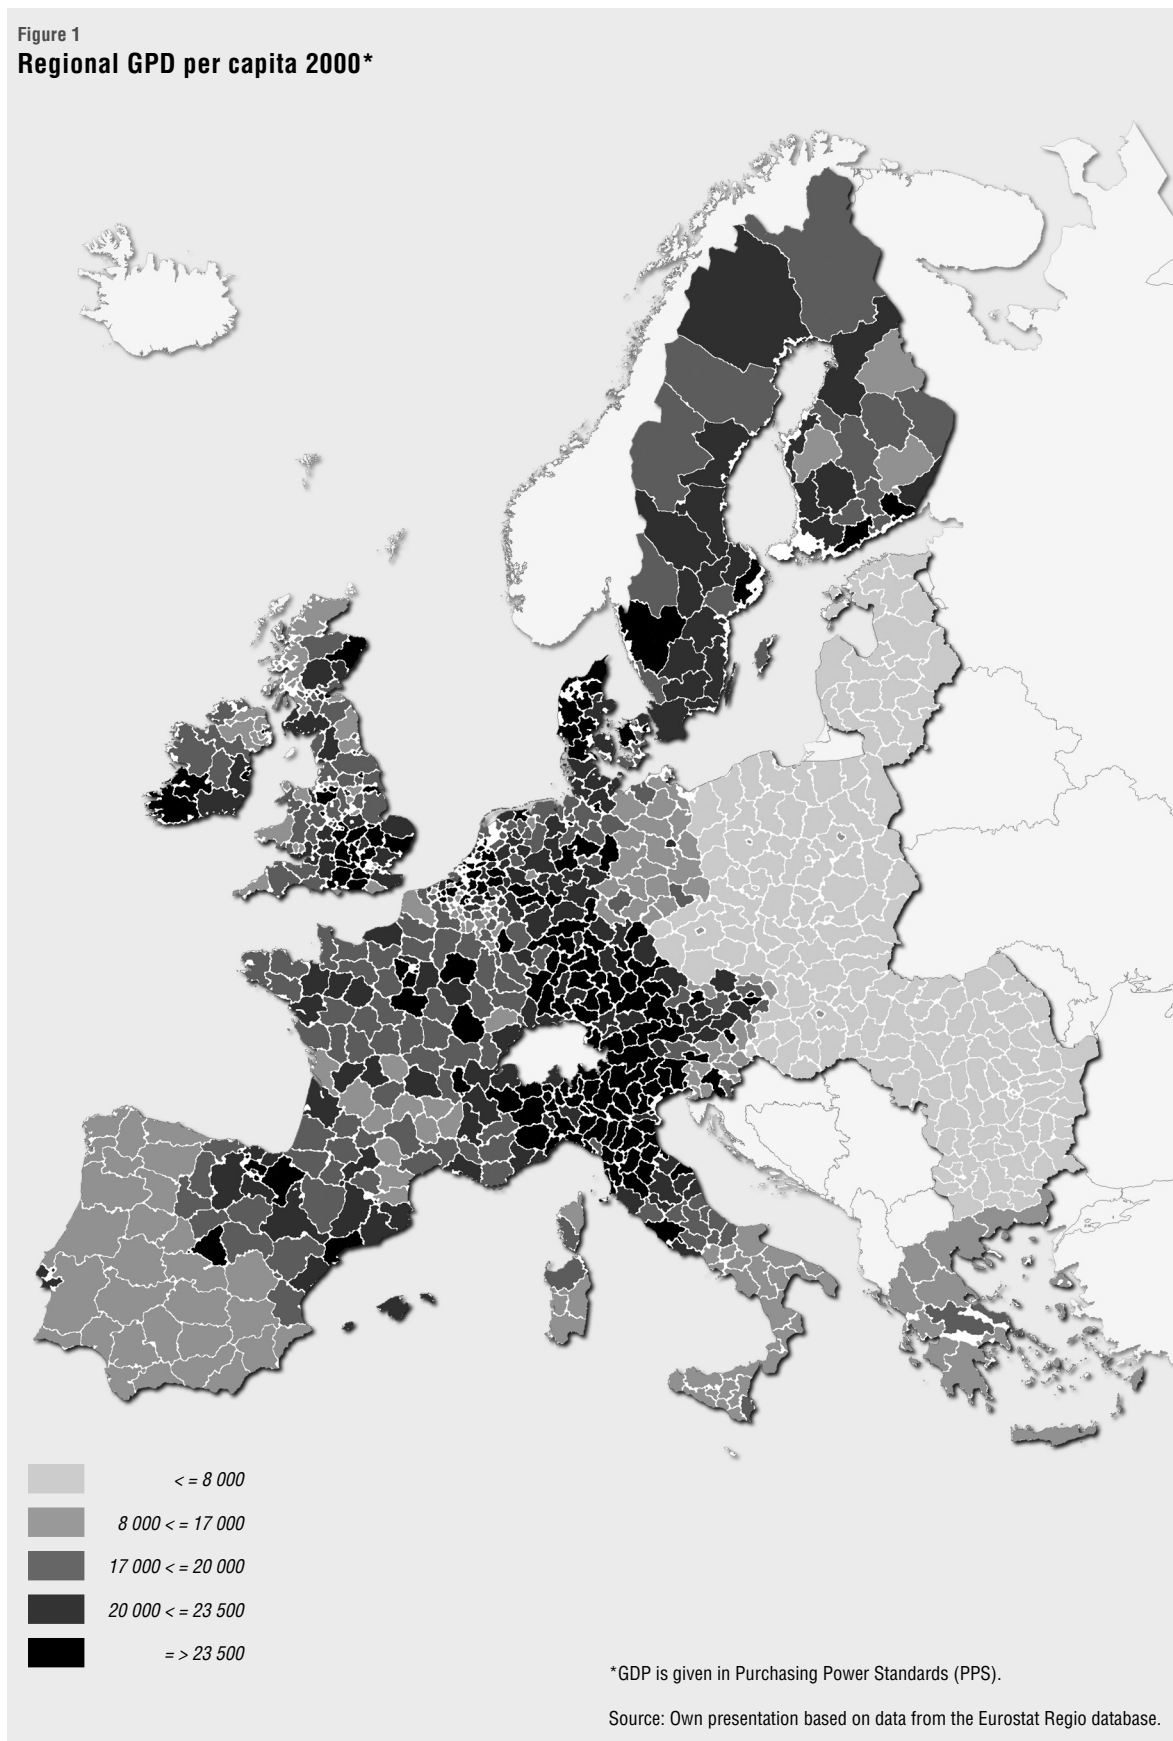 Figure 1
Regional GPD per capita 2000*
< = 8 000
8 000 < = 17 000
17 000 < = 20 000
20 000 < = 23 500
= > 23 500
*GDP is given in Purchasing Power Standards (PPS).
Source: Own presentation based on data from the Eurostat Regio database.